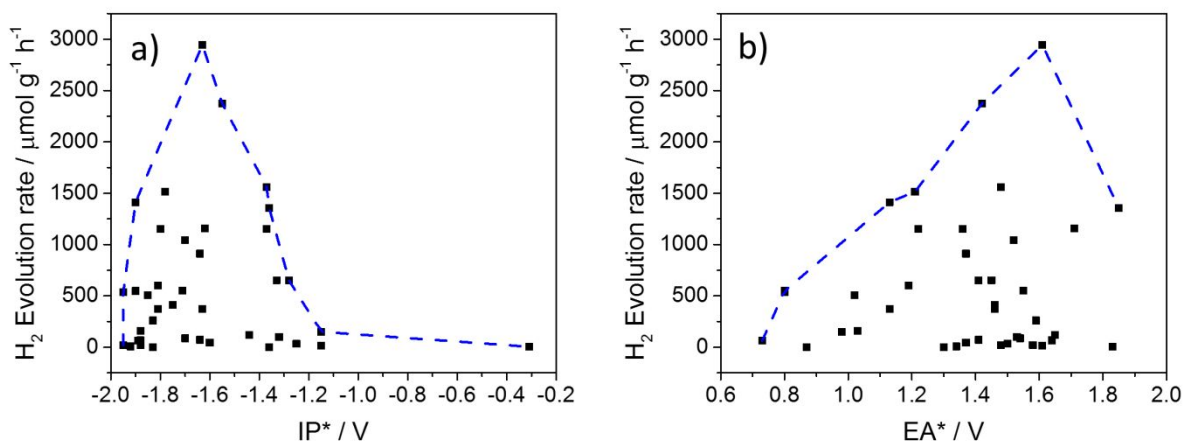 a)
3000
2500
2000
1500
1000
500
0
H₂ Evolution rate / μmol g⁻¹ h⁻¹
-2.0 -1.8 -1.6 -1.4 -1.2 -1.0 -0.8 -0.6 -0.4 -0.2
IP* / V
b)
3000
2500
2000
1500
1000
500
0
H₂ Evolution rate / μmol g⁻¹ h⁻¹
0.6 0.8 1.0 1.2 1.4 1.6 1.8 2.0
EA* / V